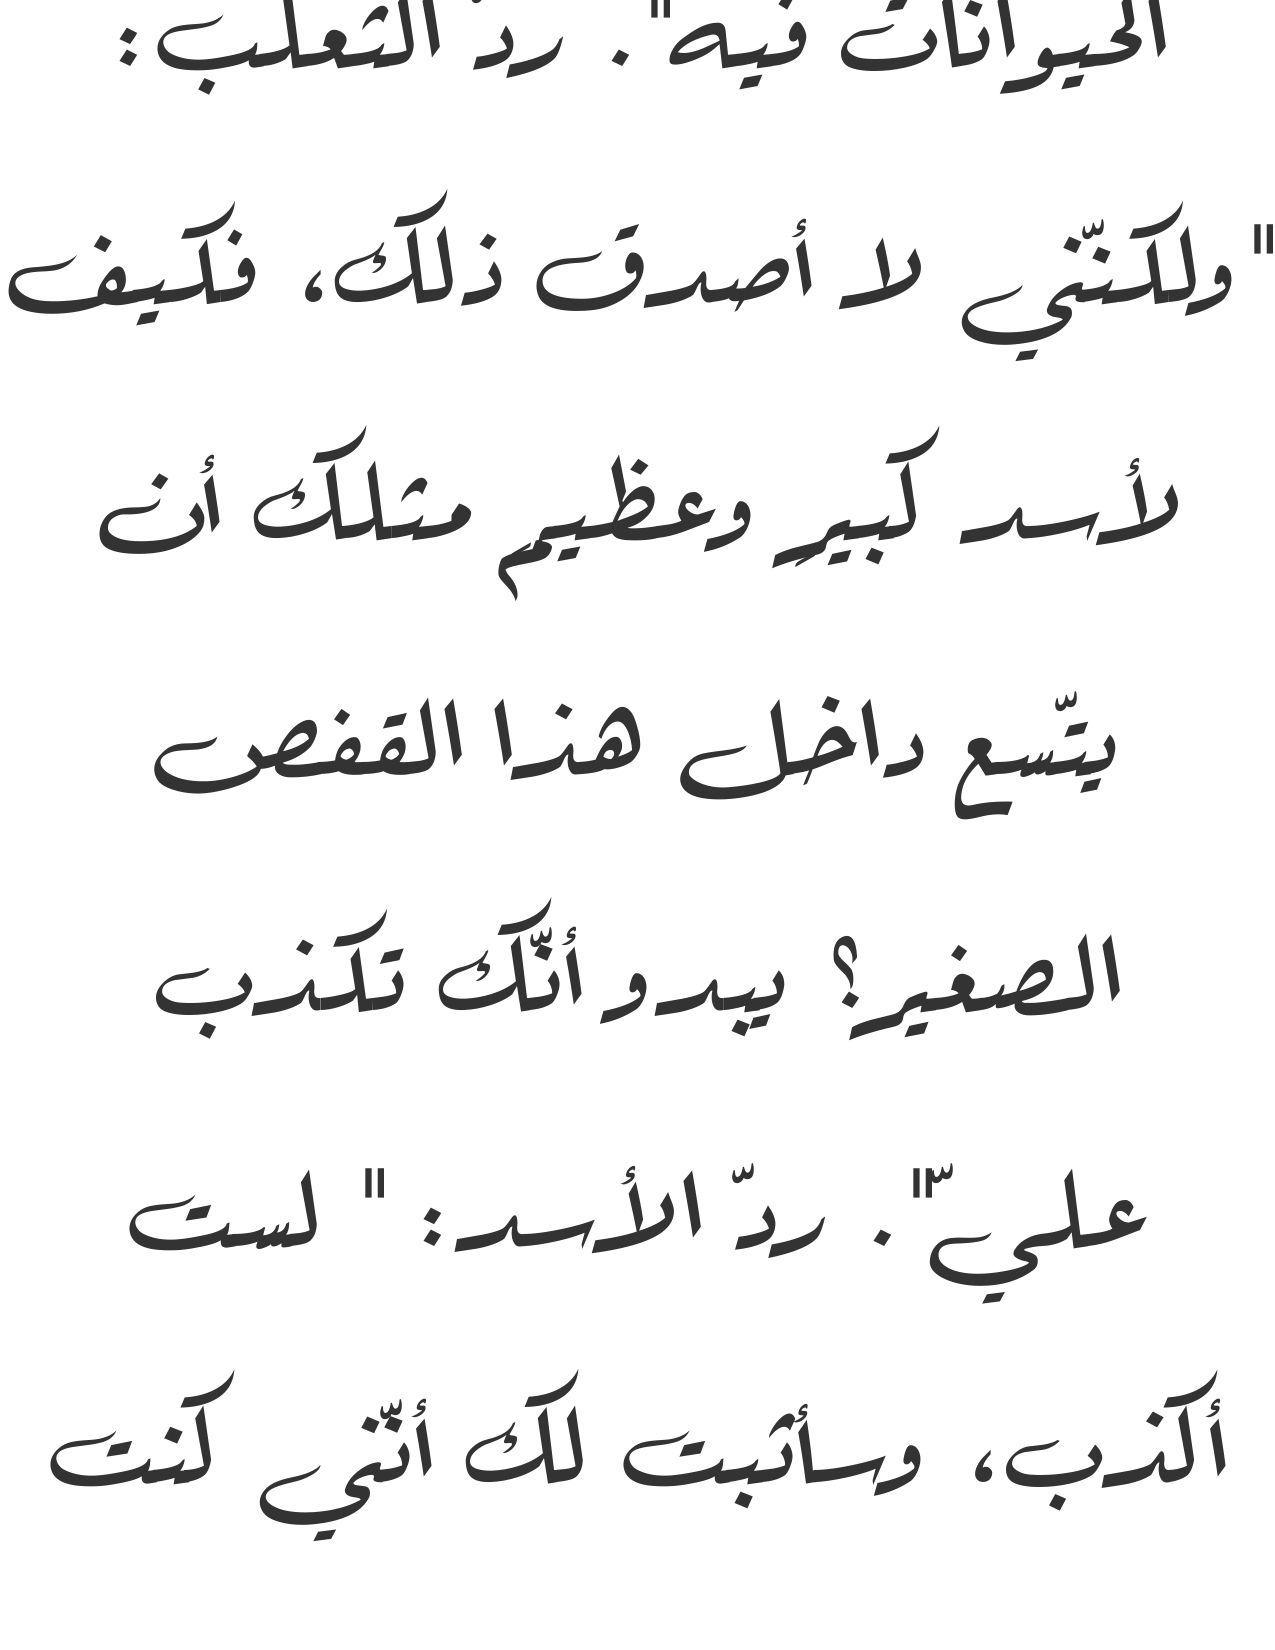 الحيوانات فيه". ردّ الثعلب:
" ولكنّني لا أصدق ذلك، فكيف
لأسد كبيرِ وعظيم مثلك أن
يتّسع داخل هذا القفص
الصغير؟ يبدو أنّك تكذب
عليّ". ردّ الأسد: " لست
أكذب، وسأثبت لك أنّني كنت